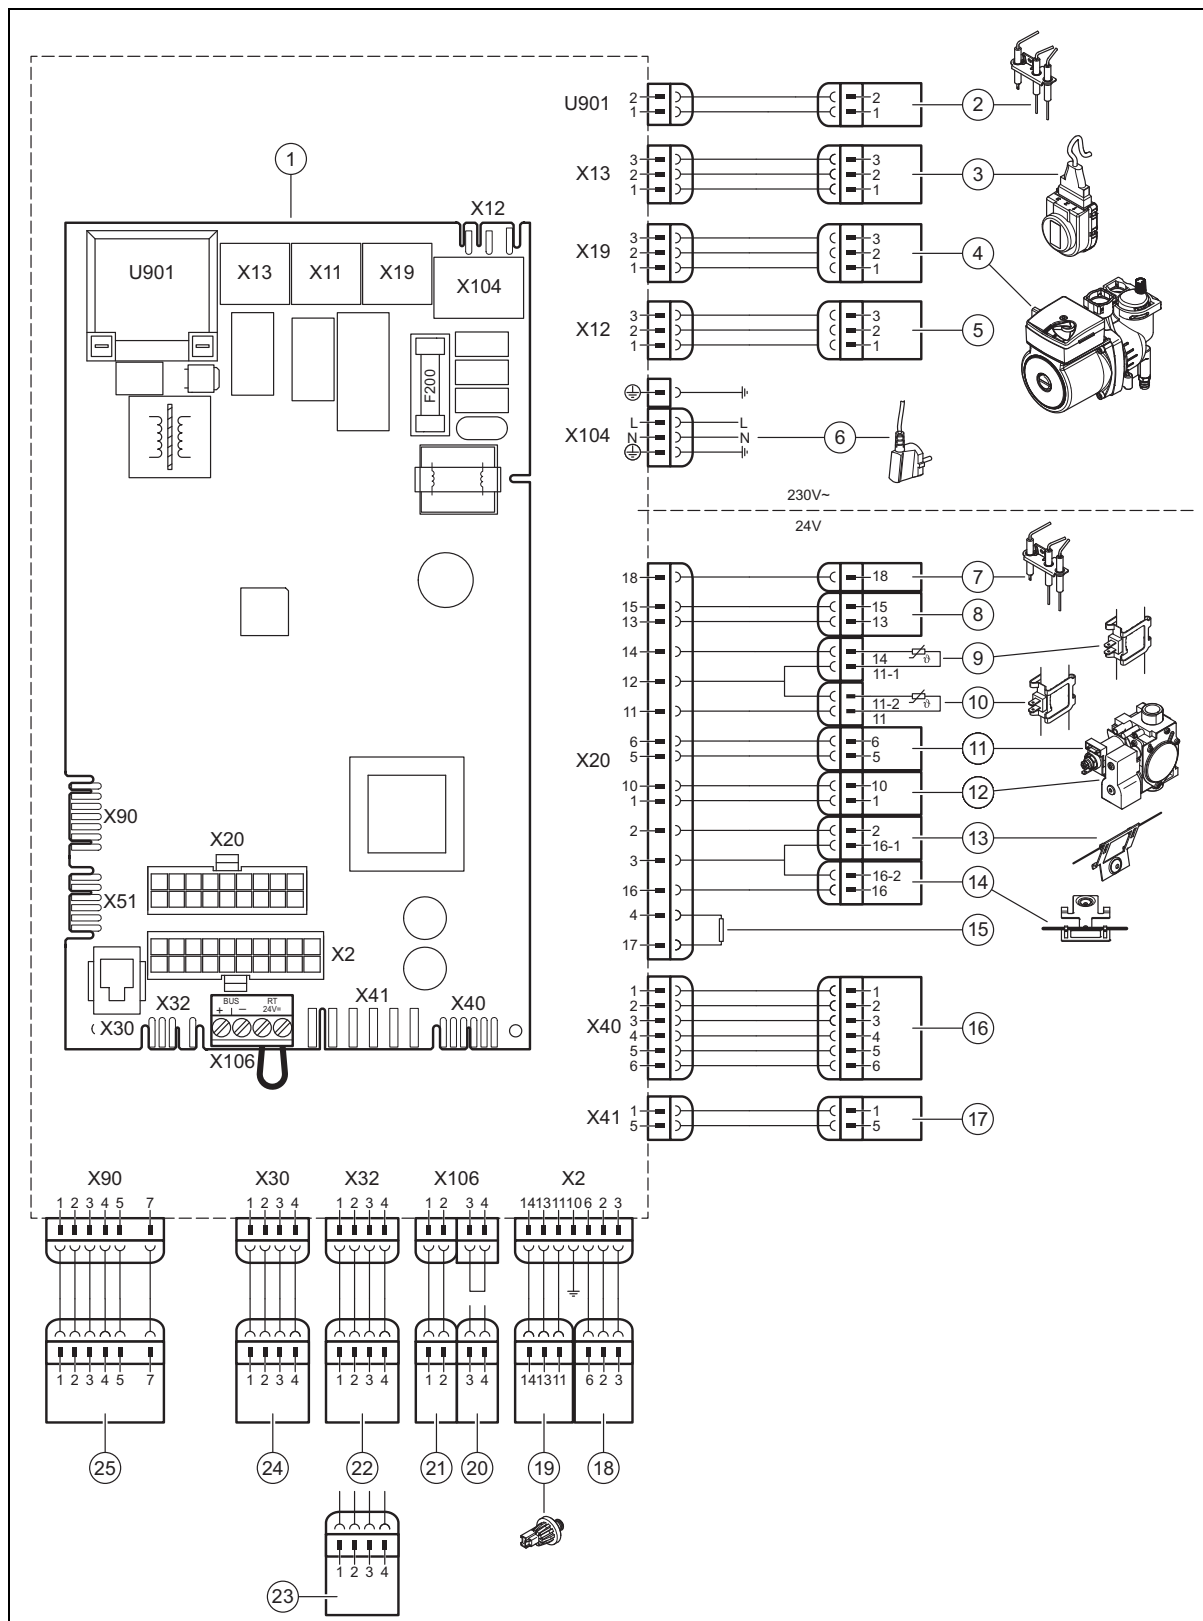 U901
2
1
2
1
2
1
X12
X13
3
2
1
3
2
1
3
U901
X13
X11
X19
X104
X19
3
2
1
3
2
1
4
F200
X12
3
2
1
3
2
1
5
X104
L
N
L
N
6
230V~
24V
18
18
7
15
13
15
13
8
14
14
11-1
ϑ
9
12
11
11-2
11
ϑ
10
X20
6
5
6
5
11
10
1
10
1
12
2
2
16-1
13
3
16
16-2
16
14
4
17
15
X90
X20
X51
X2
X30
X32
BUS
RT
24V=
+
−
X41
X40
X106
X40
1
2
3
4
5
6
1
2
3
4
5
6
16
X41
1
5
1
5
17
X90
X30
X32
X106
X2
1 2 3 4 5 7
1 2 3 4
1 2 3 4
1 2
3 4
14 13 11 10 6 2 3
1 2 3 4 5 7
1 2 3 4
1 2 3 4
1 2
3 4
14 13 11
6 2 3
25
24
22
21
20
19
18
1 2 3 4
23